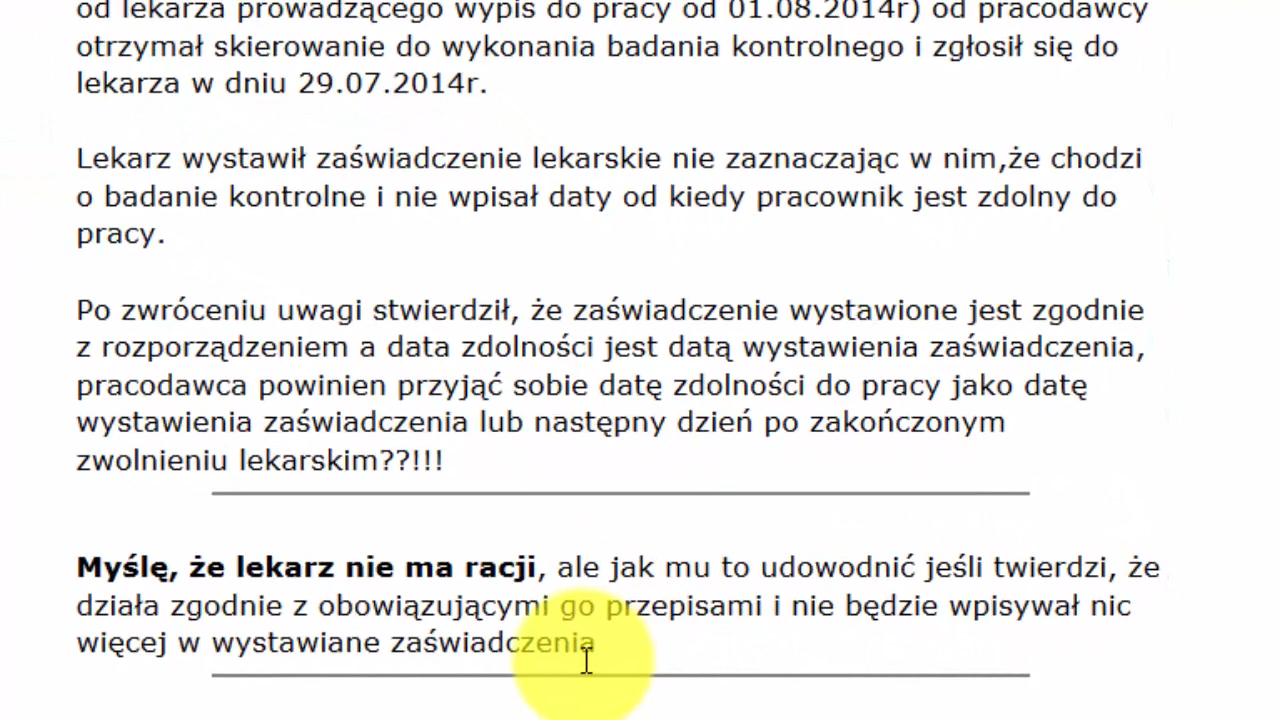 od lekarza prowadzącego wypis do pracy od 01.08.2014r) od pracodawcy
otrzymał skierowanie do wykonania badania kontrolnego i zgłosił się do
lekarza w dniu 29.07.2014r.
Lekarz wystawił zaświadczenie lekarskie nie zaznaczając w nim,że chodzi
o badanie kontrolne i nie wpisał daty od kiedy pracownik jest zdolny do
pracy.
Po zwróceniu uwagi stwierdził, że zaświadczenie wystawione jest zgodnie
z rozporządzeniem a data zdolności jest datą wystawienia zaświadczenia,
pracodawca powinien przyjąć sobie datę zdolności do pracy jako datę
wystawienia zaświadczenia lub następny dzień po zakończonym
zwolnieniu lekarskim??!!!
Myślę, że lekarz nie ma racji, ale jak mu to udowodnić jeśli twierdzi, że
działa zgodnie z obowiązującymi go przepisami i nie będzie wpisywał nic
więcej w wystawiane zaświadczenia